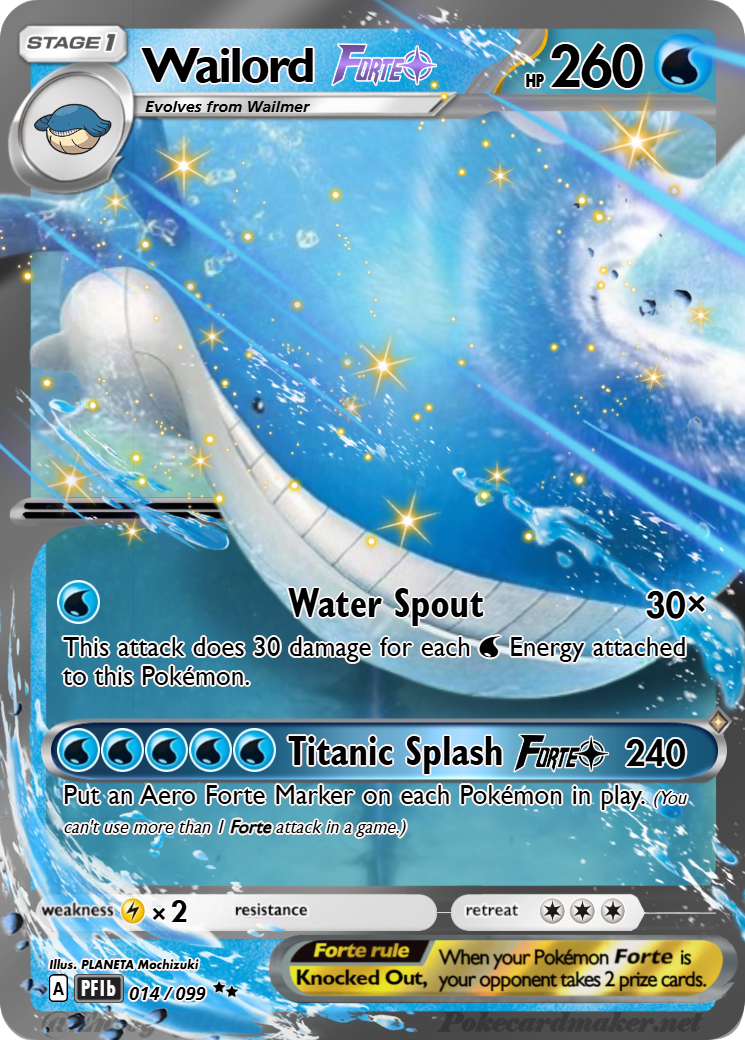 STAGE 1
Wailord FORTE HP 260
Evolves from Wailmer
Water Spout 30×
This attack does 30 damage for each Energy attached
to this Pokémon.
Titanic Splash FORTE 240
Put an Aero Forte Marker on each Pokémon in play. (You
can't use more than 1 Forte attack in a game.)
weakness × 2 resistance retreat
Illus. PLANETA Mochizuki
A PF1b 014 / 099
Forte rule When your Pokémon Forte is
Knocked Out, your opponent takes 2 prize cards.
Pokecardmaker.net